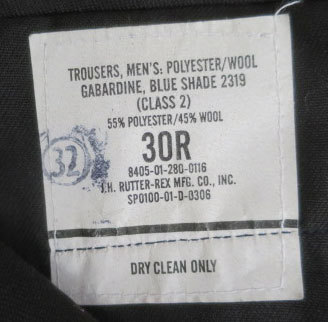 TROUSERS, MEN'S: POLYESTER/WOOL
GABARDINE, BLUE SHADE 2319
(CLASS 2)
55% POLYESTER/45% WOOL
30R
32
8405-01-280-0116
J.H. RUTTER-REX MFG. CO., INC.
SP0100-01-D-0306
DRY CLEAN ONLY